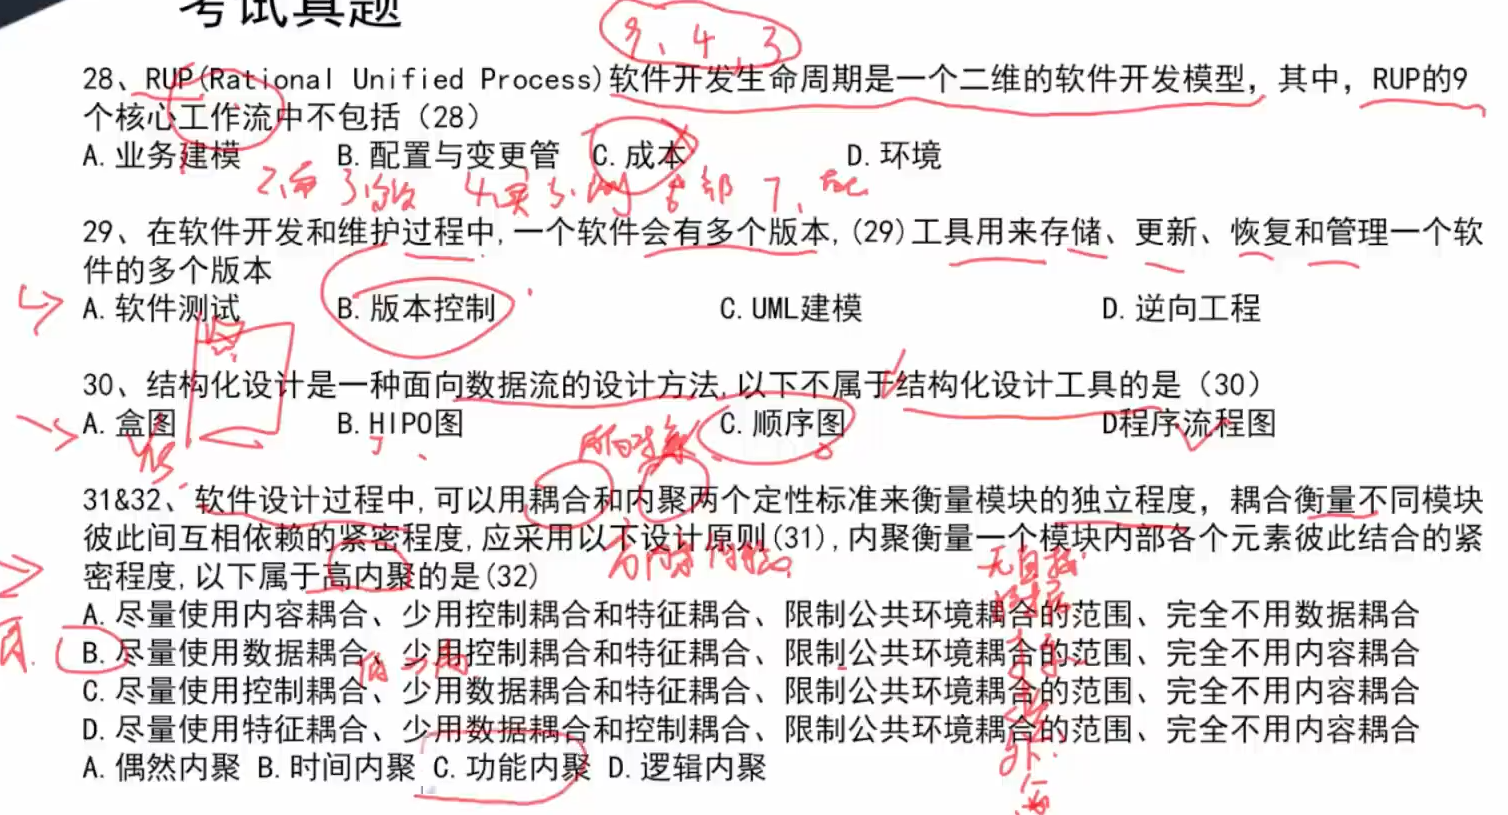 考试真题
9、4,3
28、RUP(Rational Unified Process)软件开发生命周期是一个二维的软件开发模型，其中，RUP的9
个核心工作流中不包括（28）
A.业务建模 B.配置与变更管 C.成本 D.环境
29、在软件开发和维护过程中,一个软件会有多个版本,(29)工具用来存储、更新、恢复和管理一个软
件的多个版本
A.软件测试 B.版本控制 C.UML建模 D.逆向工程
30、结构化设计是一种面向数据流的设计方法,以下不属于结构化设计工具的是（30）
A.盒图 B.HIPO图 C.顺序图 D程序流程图
31&32、软件设计过程中,可以用耦合和内聚两个定性标准来衡量模块的独立程度，耦合衡量不同模块
彼此间互相依赖的紧密程度,应采用以下设计原则(31),内聚衡量一个模块内部各个元素彼此结合的紧
密程度,以下属于高内聚的是(32)
A.尽量使用内容耦合、少用控制耦合和特征耦合、限制公共环境耦合的范围、完全不用数据耦合
B.尽量使用数据耦合、少用控制耦合和特征耦合、限制公共环境耦合的范围、完全不用内容耦合
C.尽量使用控制耦合、少用数据耦合和特征耦合、限制公共环境耦合的范围、完全不用内容耦合
D.尽量使用特征耦合、少用数据耦合和控制耦合、限制公共环境耦合的范围、完全不用内容耦合
A.偶然内聚 B.时间内聚 C.功能内聚 D.逻辑内聚